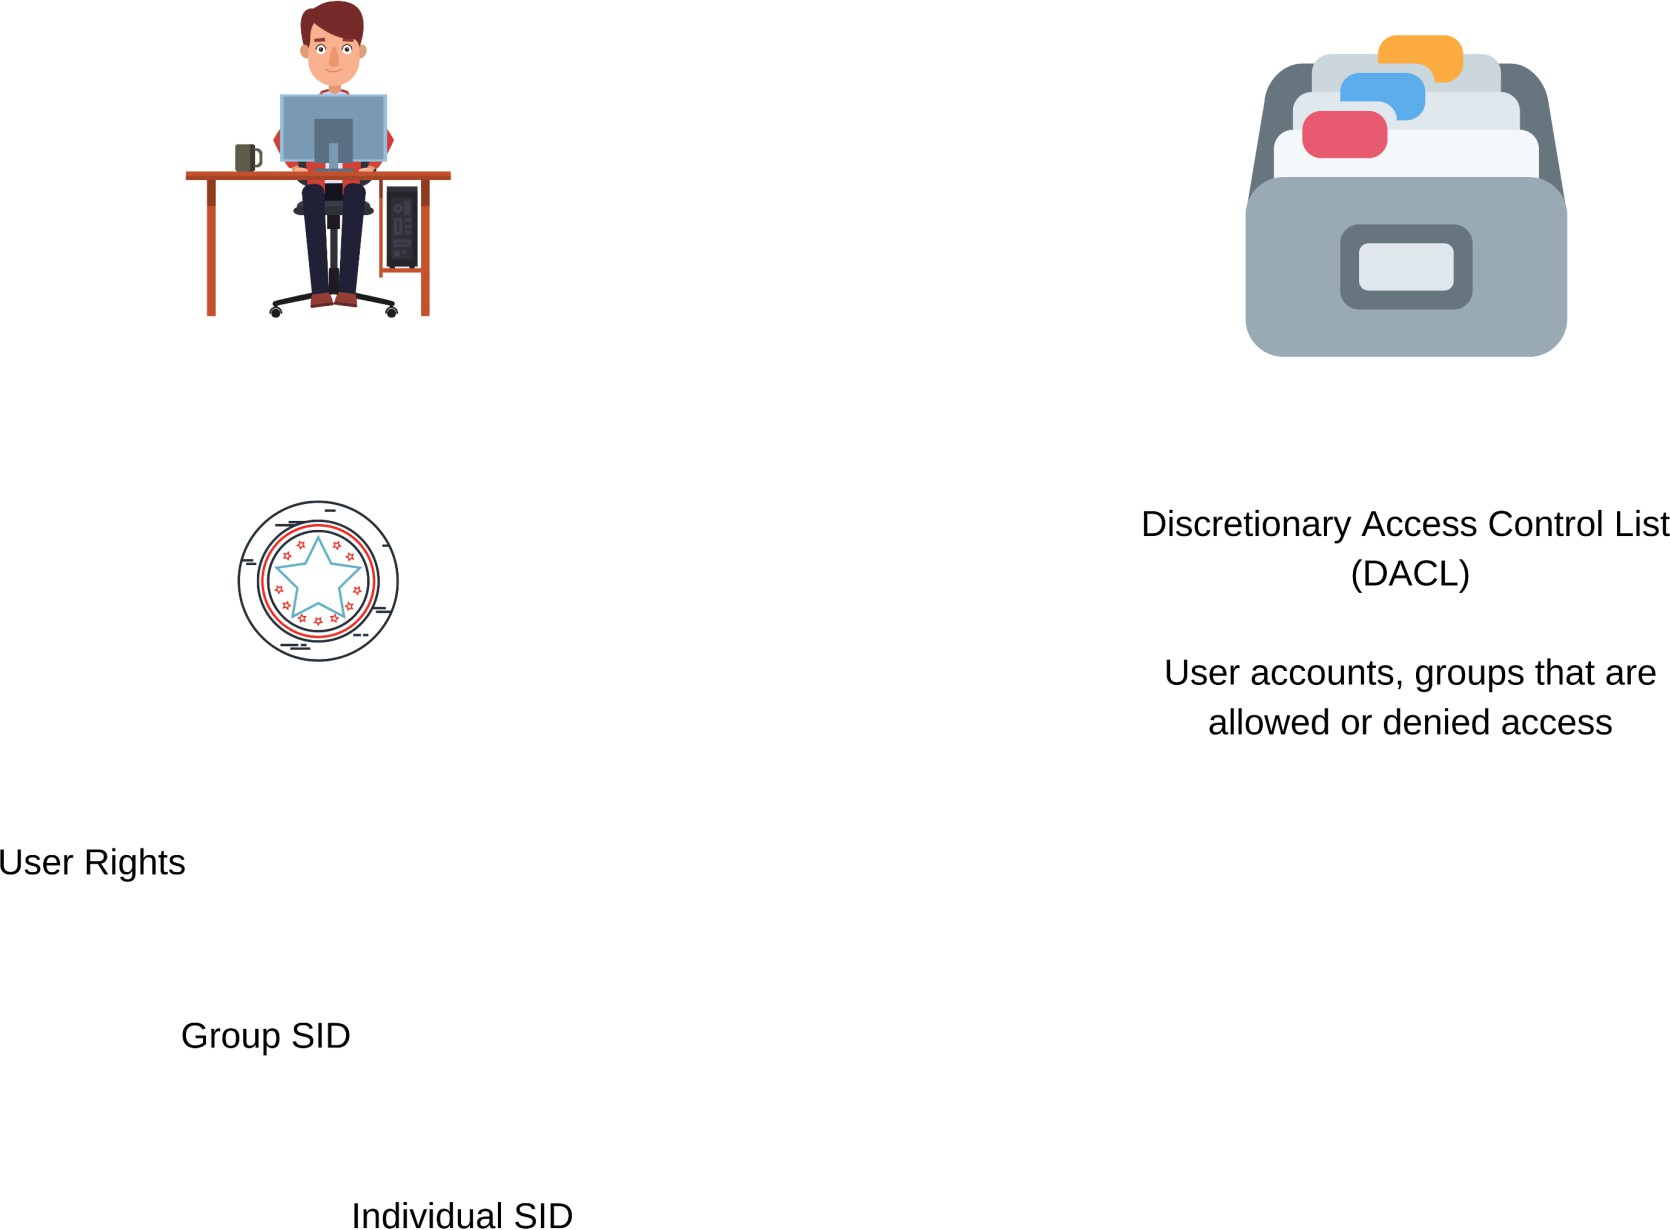 Discretionary Access Control List
(DACL)
User accounts, groups that are
allowed or denied access
User Rights
Group SID
Individual SID